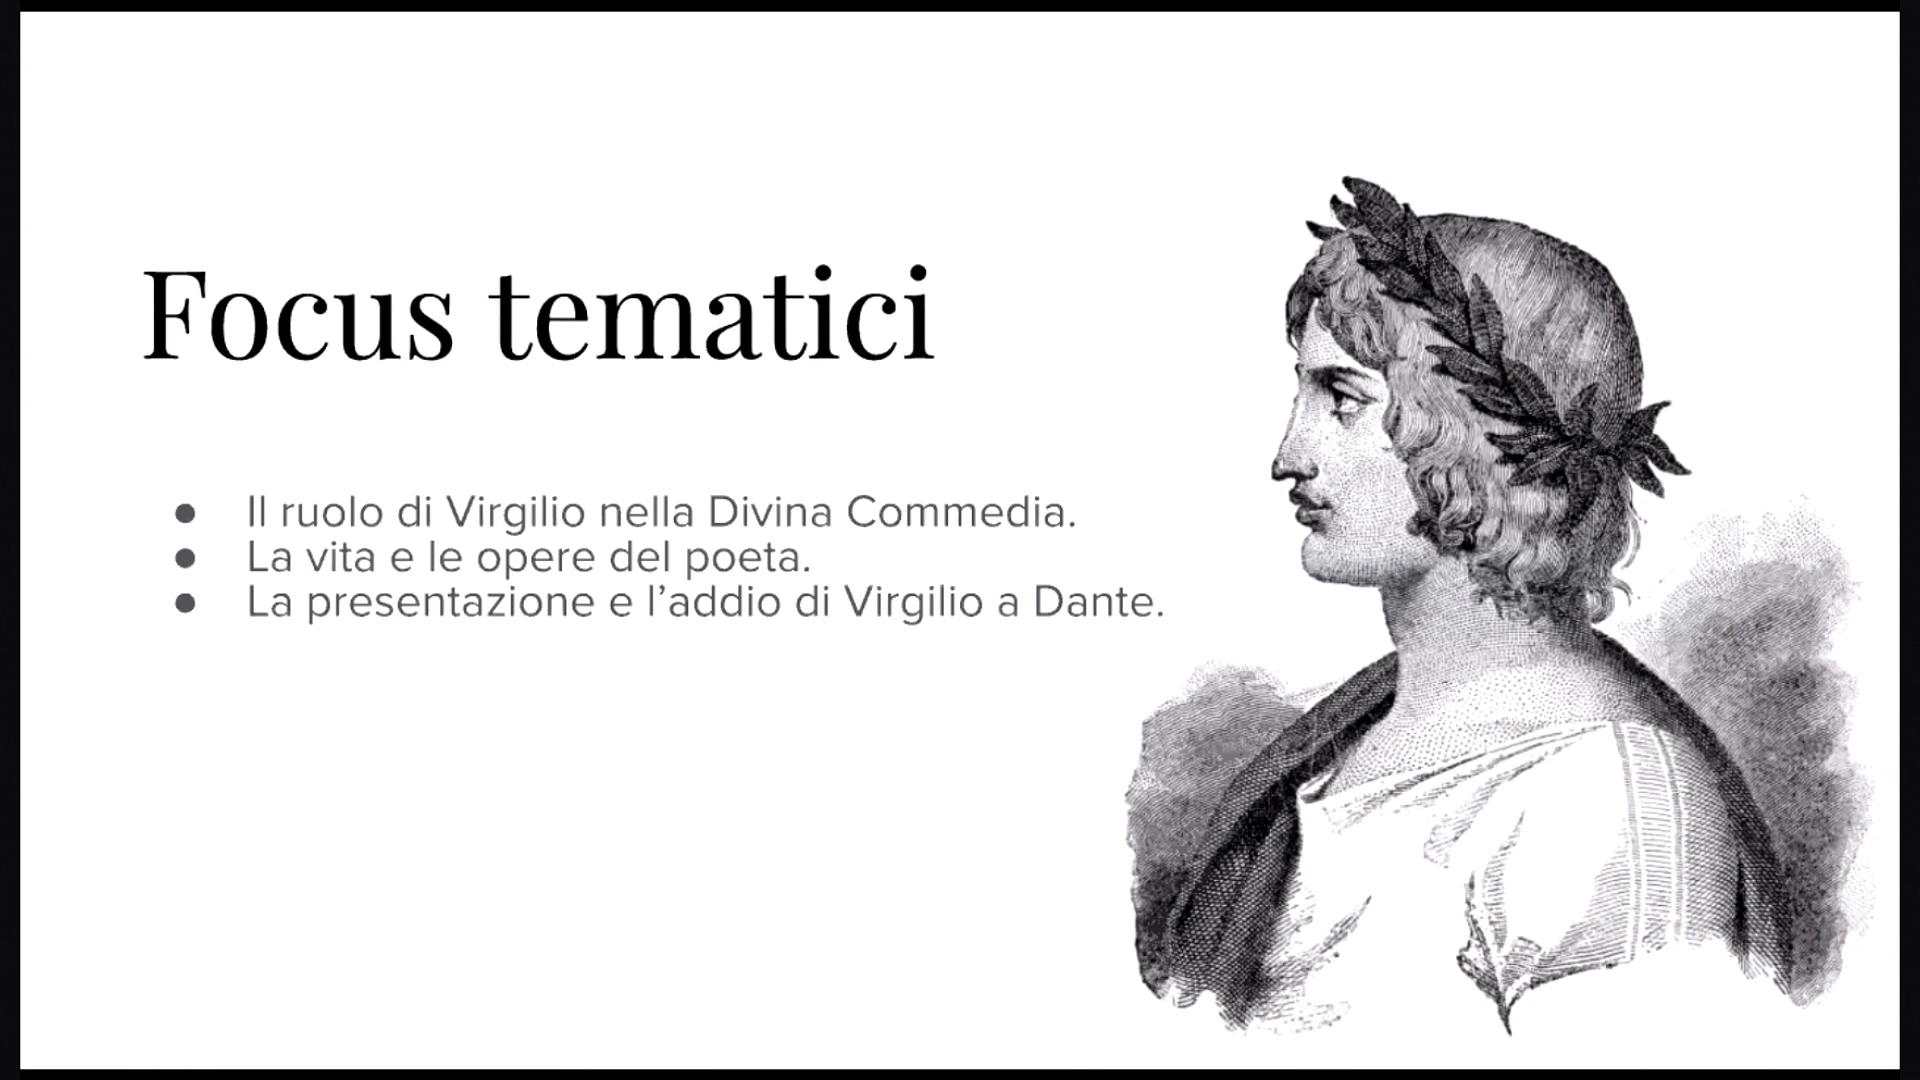 Focus tematici
● Il ruolo di Virgilio nella Divina Commedia.
● La vita e le opere del poeta.
● La presentazione e l’addio di Virgilio a Dante.